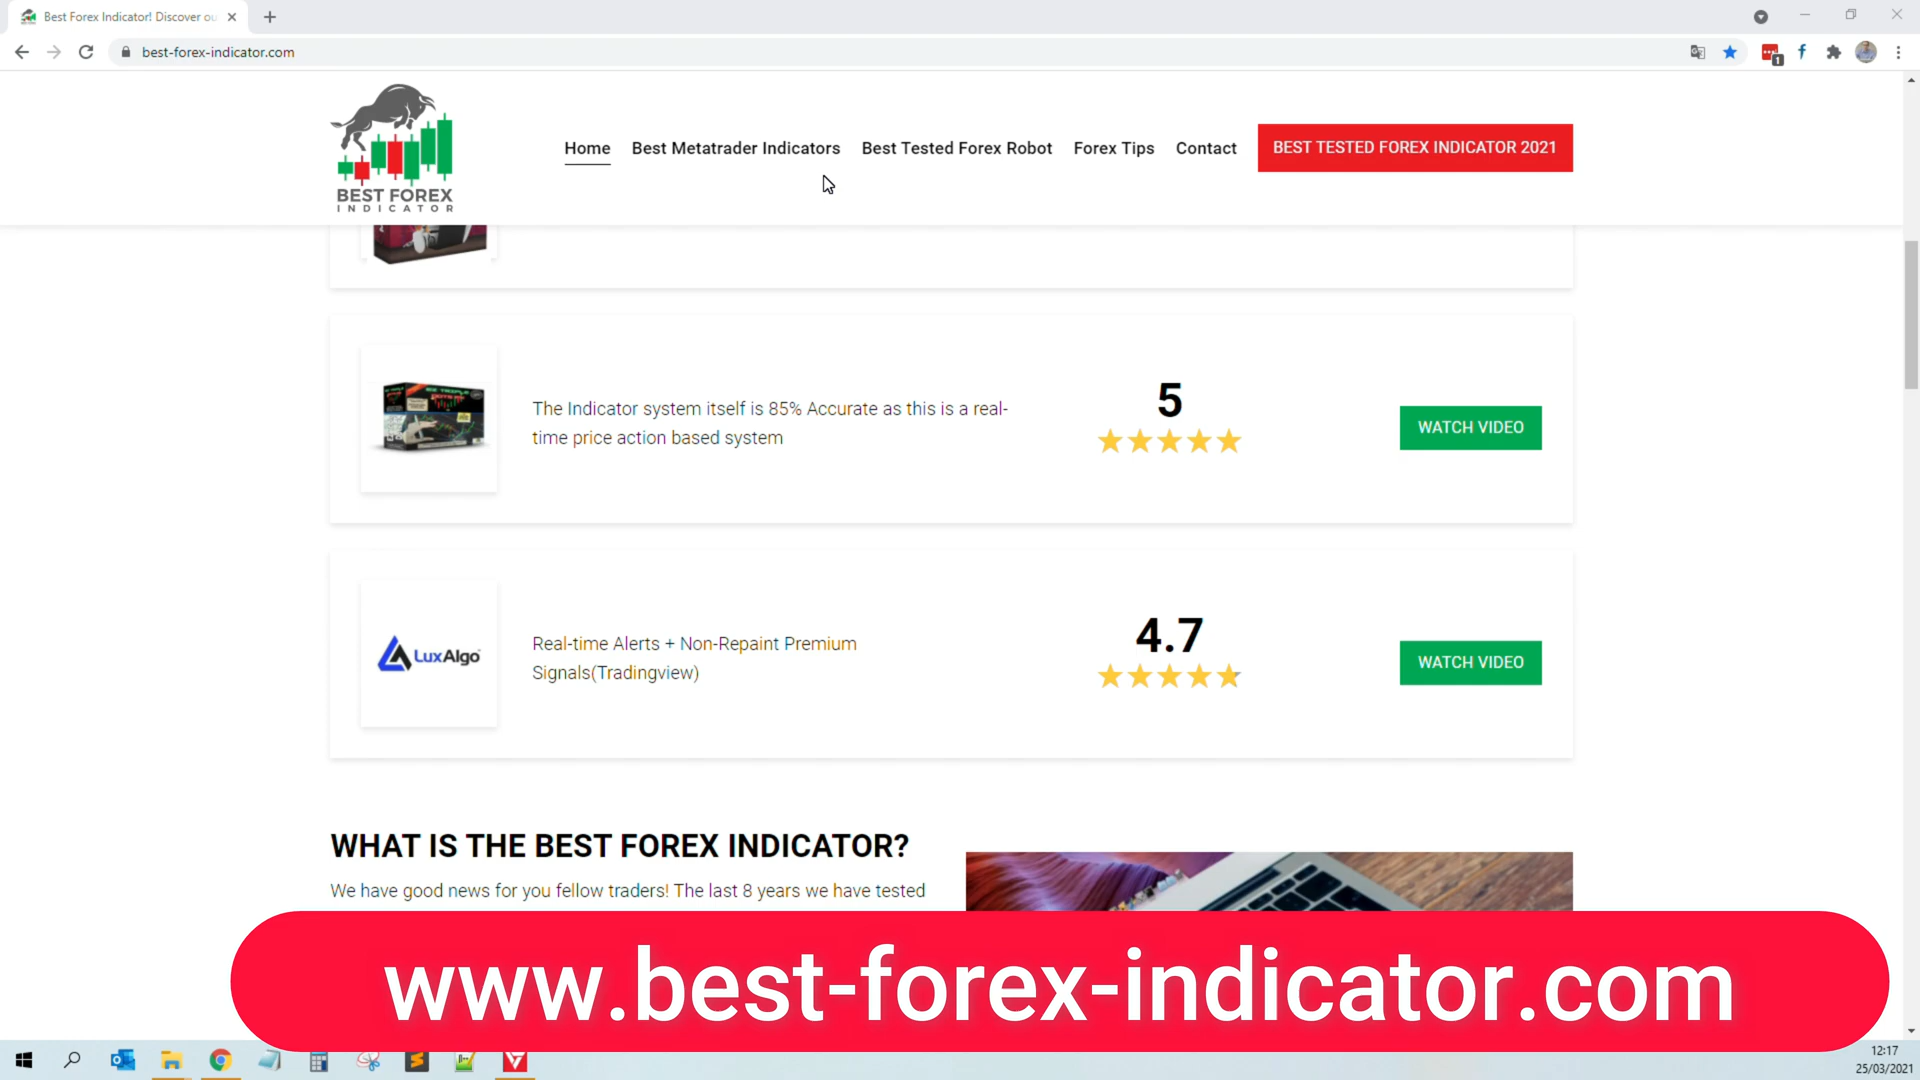 Best Forex Indicator! Discover ou
best-forex-indicator.com
1
BEST FOREX
INDICATOR
Home
Best Metatrader Indicators
Best Tested Forex Robot
Forex Tips
Contact
BEST TESTED FOREX INDICATOR 2021
The Indicator system itself is 85% Accurate as this is a real-
time price action based system
5
WATCH VIDEO
LuxAlgo
Real-time Alerts + Non-Repaint Premium
Signals(Tradingview)
4.7
WATCH VIDEO
WHAT IS THE BEST FOREX INDICATOR?
We have good news for you fellow traders! The last 8 years we have tested
www.best-forex-indicator.com
12:17
25/03/2021